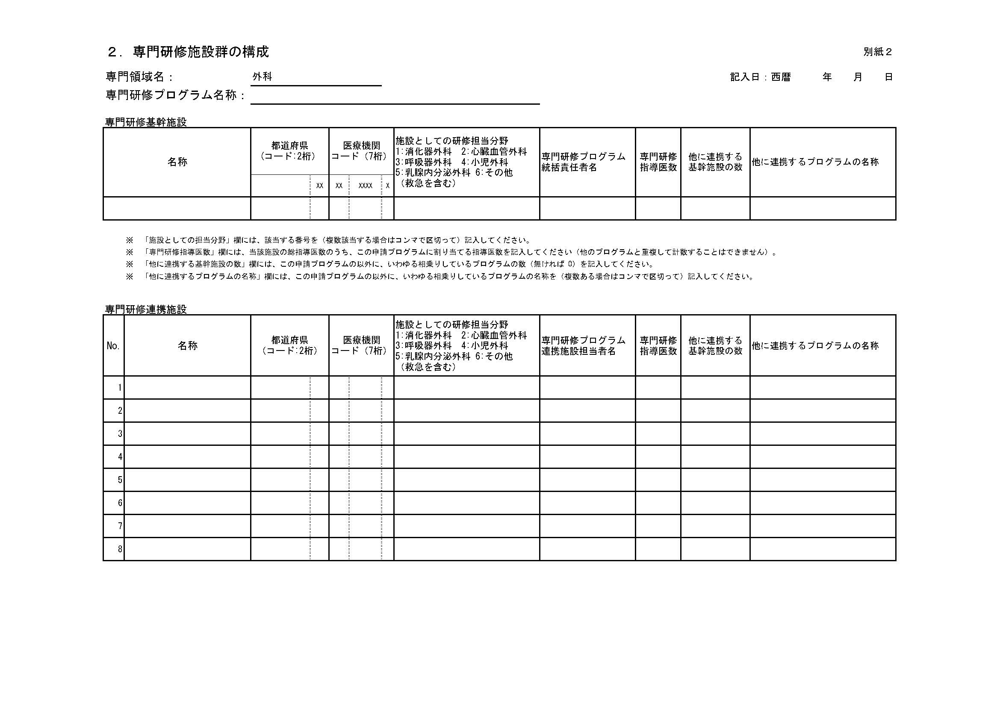 ２．専門研修施設群の構成
別紙２
専門領域名： 外科
記入日：西暦 年 月 日
専門研修プログラム名称：
専門研修基幹施設
名称
都道府県
（コード：2桁）
医療機関
コード（7桁）
施設としての研修担当分野
1：消化器外科 2：心臓血管外科
3：呼吸器外科 4：小児外科
5：乳腺内分泌外科 6：その他
（救急を含む）
専門研修プログラム
統括責任者名
専門研修
指導医数
他に連携する
基幹施設の数
他に連携するプログラムの名称
XX XX XXXX X
※ 「施設としての担当分野」欄には、該当する番号を（複数該当する場合はコンマで区切って）記入してください。
※ 「専門研修指導医数」欄には、当該施設の総指導医数のうち、この申請プログラムに割り当てる指導医数を記入してください（他のプログラムと重複して計数することはできません）。
※ 「他に連携する基幹施設の数」欄には、この申請プログラムの以外に、いわゆる相乗りしているプログラムの数（無ければ 0）を記入してください。
※ 「他に連携するプログラムの名称」欄には、この申請プログラムの以外に、いわゆる相乗りしているプログラムの名称を（複数ある場合はコンマで区切って）記入してください。
専門研修連携施設
No.
名称
都道府県
（コード：2桁）
医療機関
コード（7桁）
施設としての研修担当分野
1：消化器外科 2：心臓血管外科
3：呼吸器外科 4：小児外科
5：乳腺内分泌外科 6：その他
（救急を含む）
専門研修プログラム
連携施設担当者名
専門研修
指導医数
他に連携する
基幹施設の数
他に連携するプログラムの名称
1
2
3
4
5
6
7
8